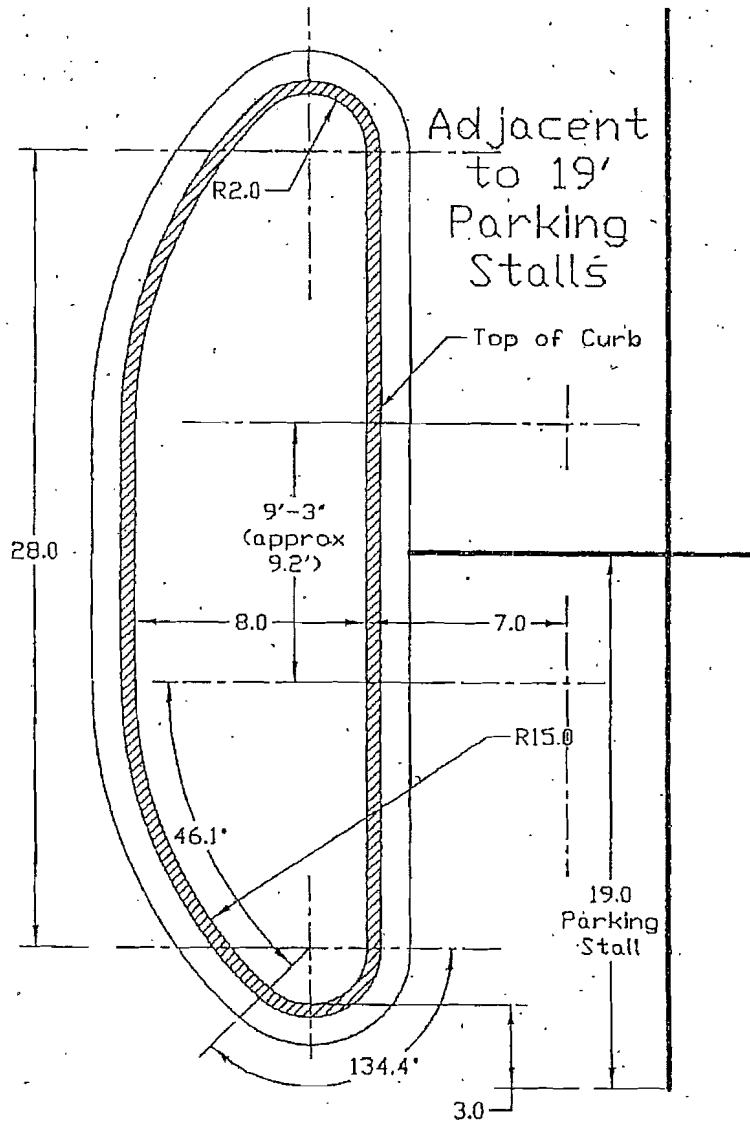 Adjacent
to 19'
Parking
Stalls
R2.0
Top of Curb
9'-3"
(approx
9.2')
28.0
8.0
7.0
R15.0
46.1°
19.0
Parking
Stall
134.4°
3.0